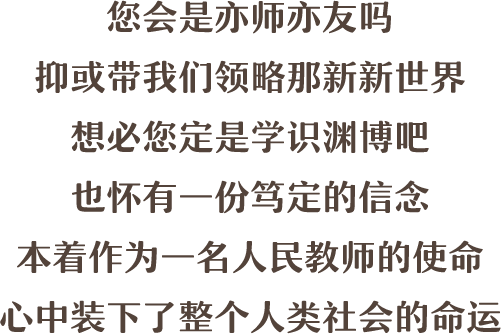 您会是亦师亦友吗
抑或带我们领略那新新世界
想必您定是学识渊博吧
也怀有一份笃定的信念
本着作为一名人民教师的使命
心中装下了整个人类社会的命运